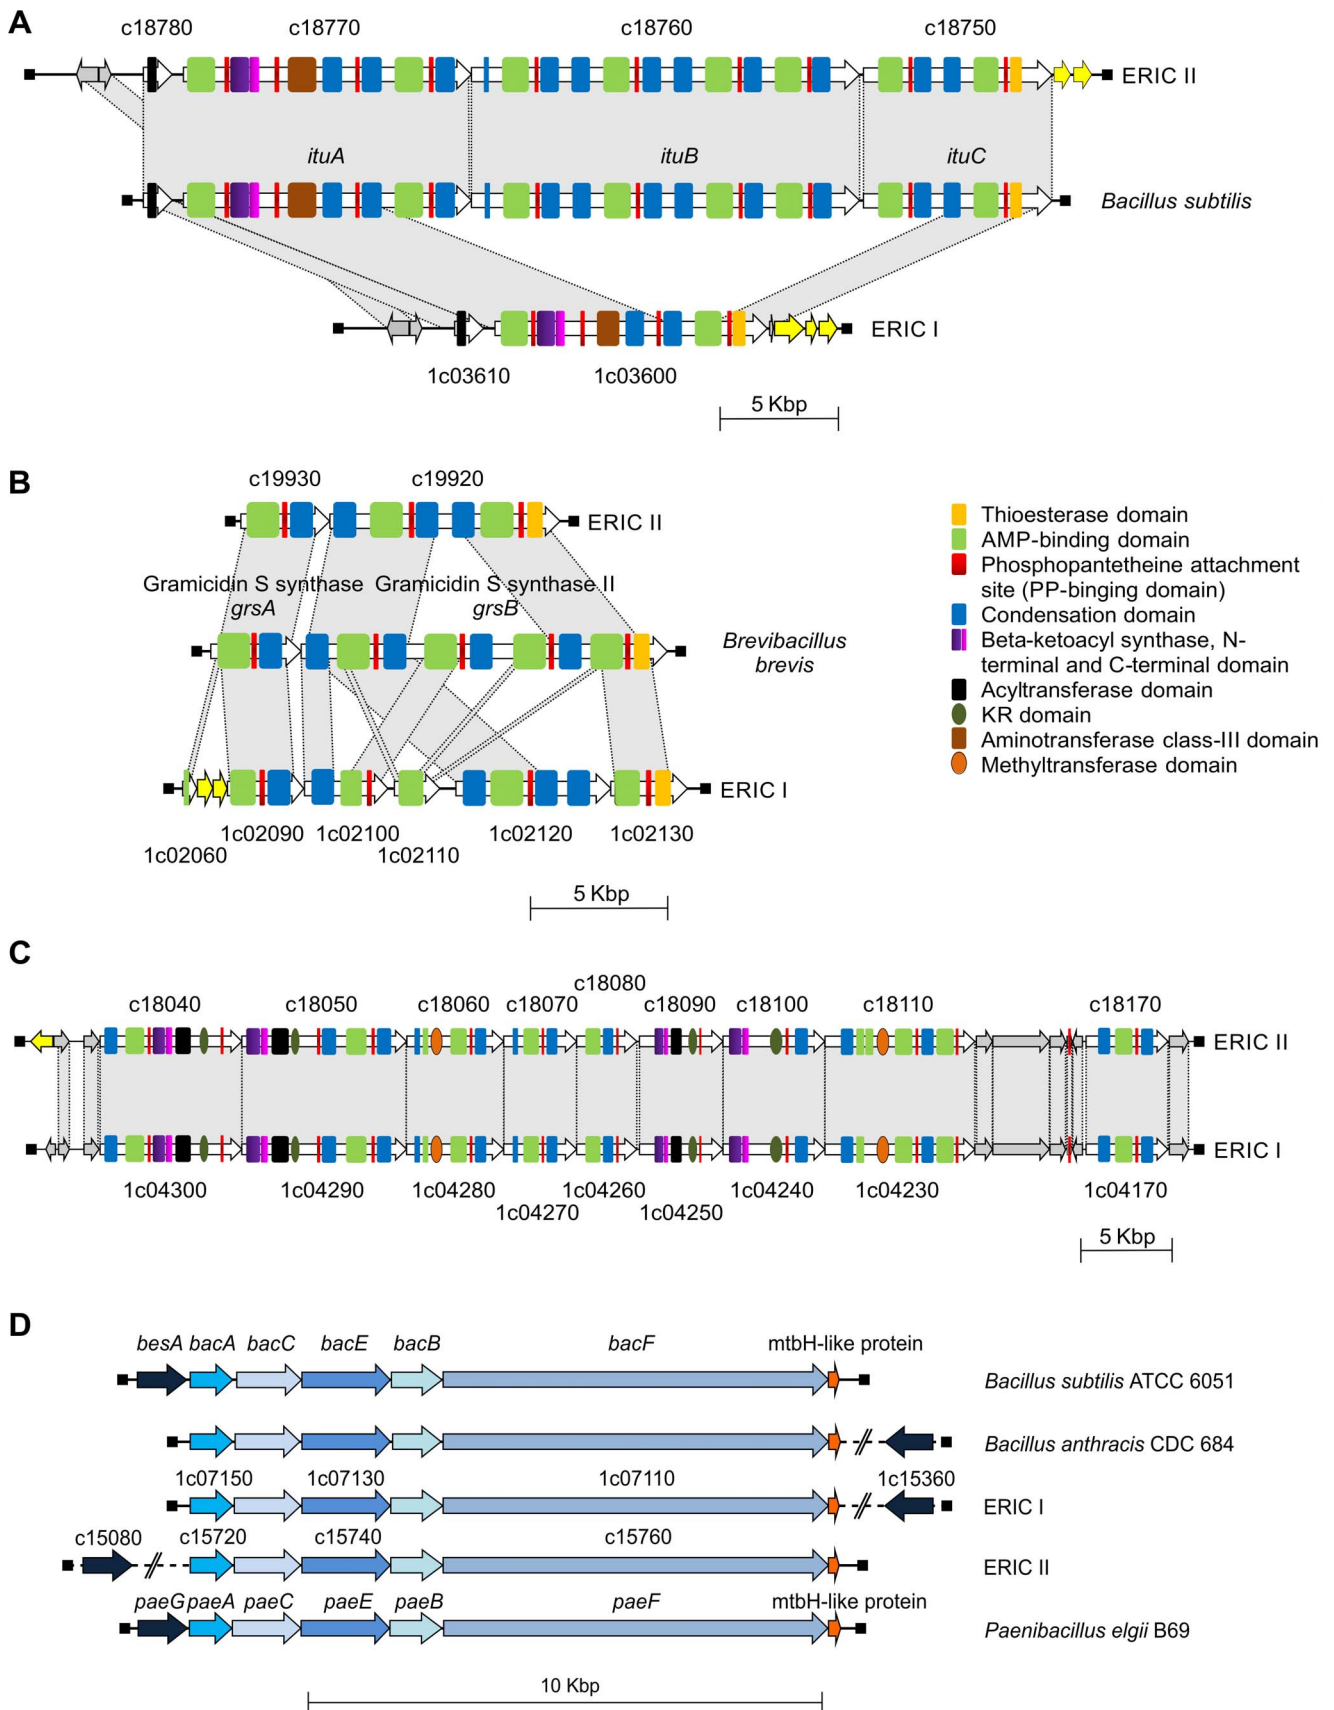 A
c18780 c18770 c18760 c18750
ERIC II
ituA ituB ituC
Bacillus subtilis
ERIC I
1c03610 1c03600
5 Kbp
B
c19930 c19920
ERIC II
Gramicidin S synthase Gramicidin S synthase II
grsA grsB
Brevibacillus
brevis
ERIC I
1c02090 1c02100 1c02120 1c02130
1c02060 1c02110
5 Kbp
Thioesterase domain
AMP-binding domain
Phosphopantetheine attachment
site (PP-binging domain)
Condensation domain
Beta-ketoacyl synthase, N-
terminal and C-terminal domain
Acyltransferase domain
KR domain
Aminotransferase class-III domain
Methyltransferase domain
C
c18080
c18040 c18050 c18060 c18070 c18090 c18100 c18110 c18170
ERIC II
ERIC I
1c04300 1c04290 1c04280 1c04260 1c04240 1c04230 1c04170
1c04270 1c04250
5 Kbp
D
besA bacA bacC bacE bacB bacF mtbH-like protein
Bacillus subtilis ATCC 6051
Bacillus anthracis CDC 684
1c07150 1c07130 1c07110 1c15360
ERIC I
c15080 c15720 c15740 c15760
ERIC II
paeG paeA paeC paeE paeB paeF mtbH-like protein
Paenibacillus elgii B69
10 Kbp